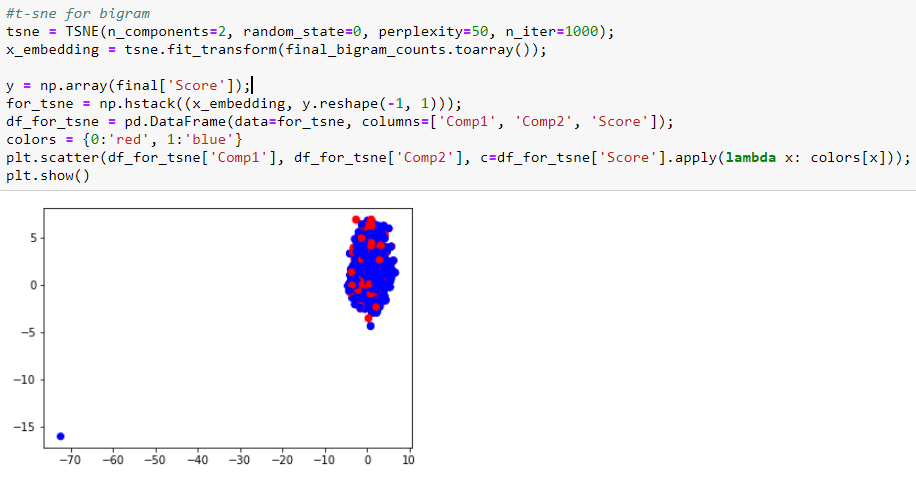 #t-sne for bigram
tsne = TSNE(n_components=2, random_state=0, perplexity=50, n_iter=1000);
x_embedding = tsne.fit_transform(final_bigram_counts.toarray());
y = np.array(final['Score']);
for_tsne = np.hstack((x_embedding, y.reshape(-1, 1)));
df_for_tsne = pd.DataFrame(data=for_tsne, columns=['Comp1', 'Comp2', 'Score']);
colors = {0:'red', 1:'blue'}
plt.scatter(df_for_tsne['Comp1'], df_for_tsne['Comp2'], c=df_for_tsne['Score'].apply(lambda x: colors[x]));
plt.show()
5
0
−5
−10
−15
−70 −60 −50 −40 −30 −20 −10 0 10